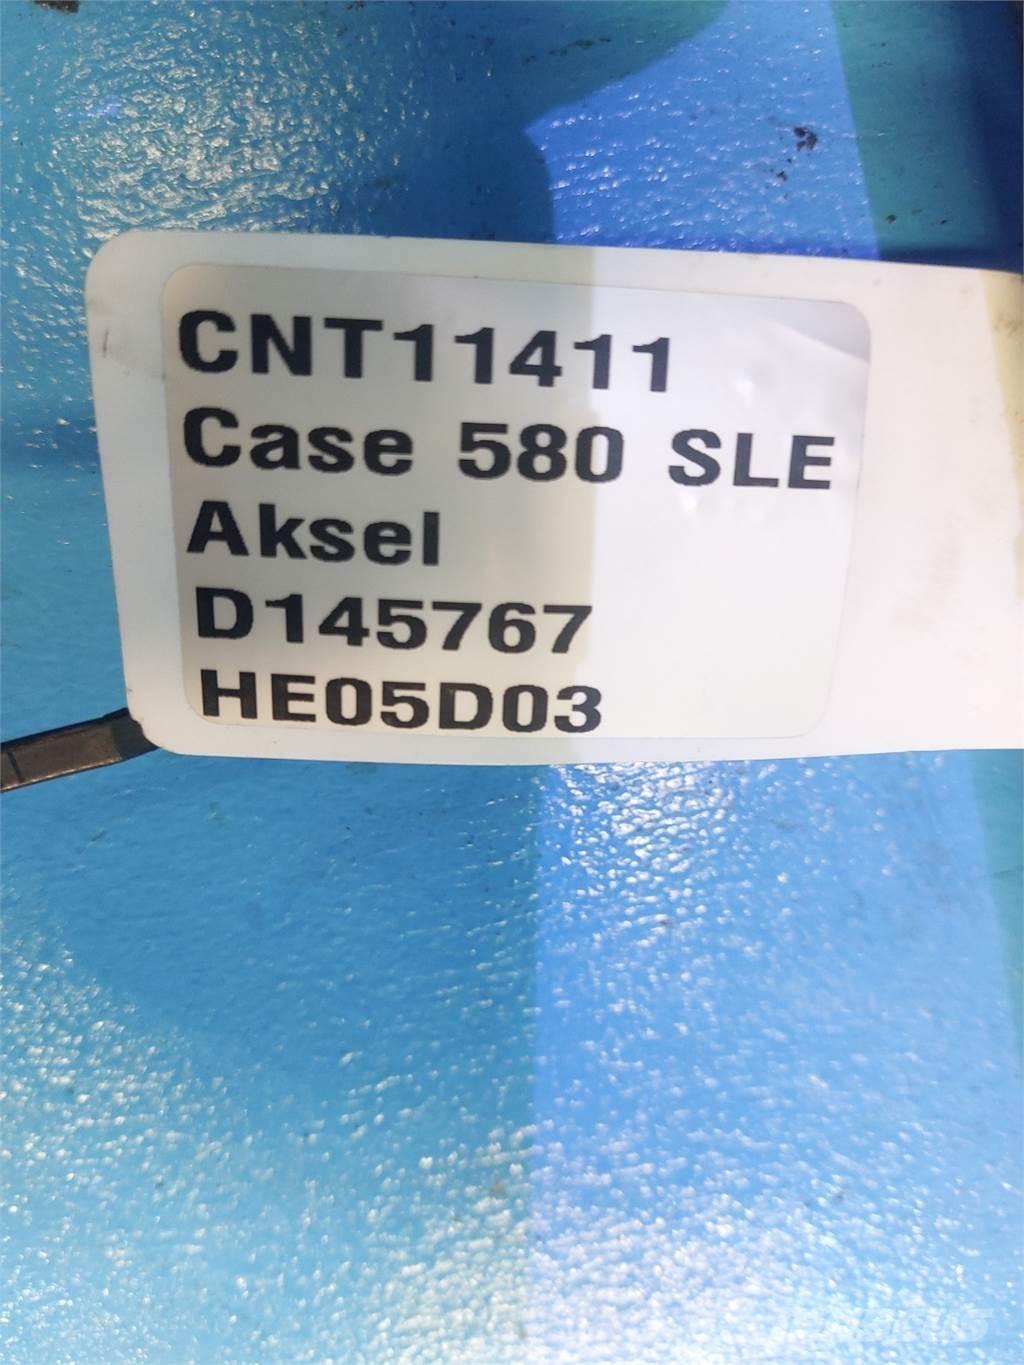 CNT11411
Case 580 SLE
Aksel
D145767
HE05D03